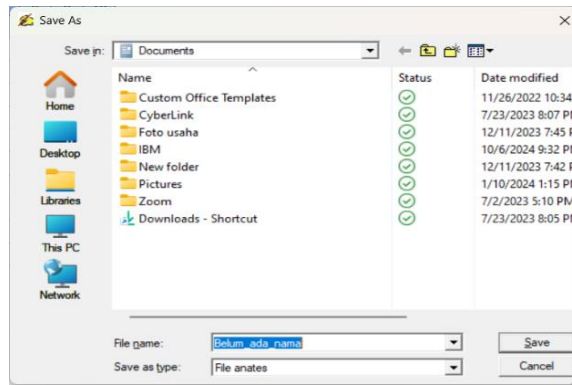 Save As
Save in: Documents
Name Status Date modified
Custom Office Templates 11/26/2022 10:34
CyberLink 7/23/2023 8:07 PM
Foto usaha 12/11/2023 7:45 P
IBM 10/6/2024 9:32 PM
New folder 12/11/2023 7:42 P
Pictures 1/10/2024 1:15 PM
Zoom 7/2/2023 5:10 PM
Downloads - Shortcut 7/23/2023 8:05 PM
Home
Desktop
Libraries
This PC
Network
File name: Belum_ada_nama Save
Save as type: File anates Cancel